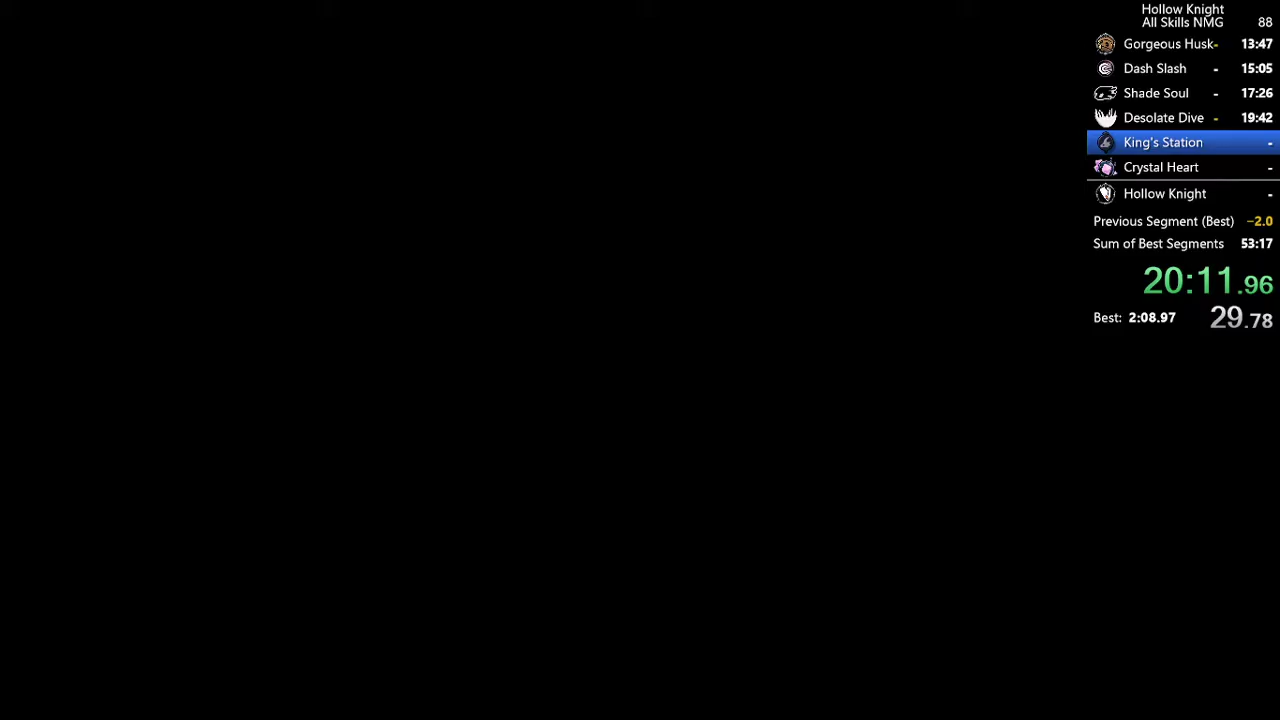 Hollow Knight
All Skills NMG 88
Gorgeous Husk - 13:47
Dash Slash - 15:05
Shade Soul - 17:26
Desolate Dive - 19:42
King's Station -
Crystal Heart -
Hollow Knight -
Previous Segment (Best) −2.0
Sum of Best Segments 53:17
20:11.96
Best: 2:08.97 29.78